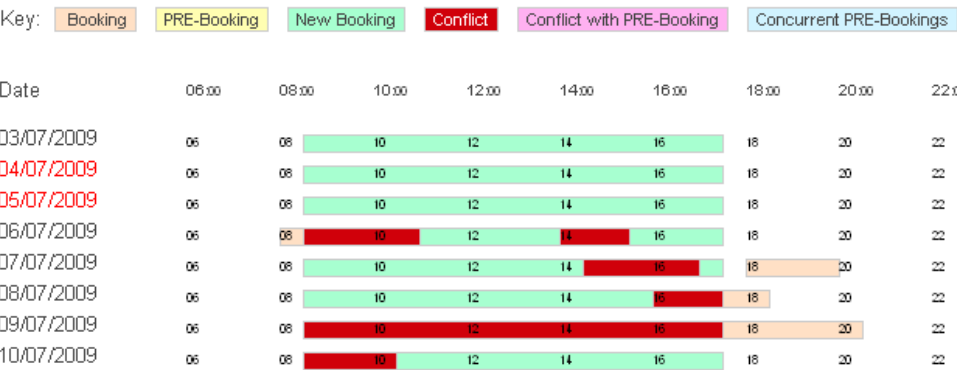 Key: Booking PRE-Booking New Booking Conflict Conflict with PRE-Booking Concurrent PRE-Bookings
Date 06:00 08:00 10:00 12:00 14:00 16:00 18:00 20:00 22:0
03/07/2009 06 08 10 12 14 16 18 20 22
04/07/2009 06 08 10 12 14 16 18 20 22
05/07/2009 06 08 10 12 14 16 18 20 22
06/07/2009 06 08 10 12 14 16 18 20 22
07/07/2009 06 08 10 12 14 16 18 20 22
08/07/2009 06 08 10 12 14 16 18 20 22
09/07/2009 06 08 10 12 14 16 18 20 22
10/07/2009 06 08 10 12 14 16 18 20 22